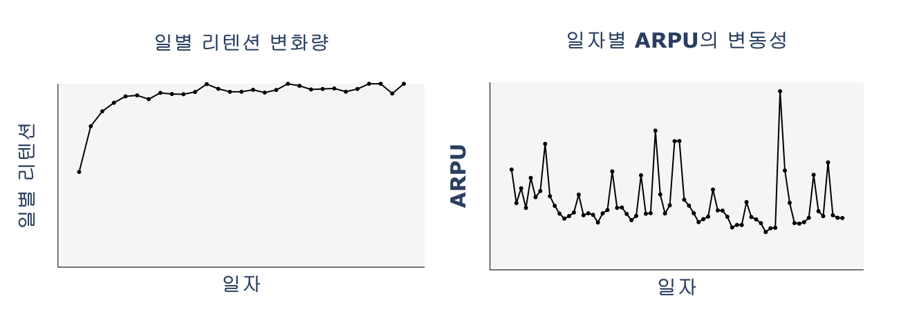 일별 리텐션 변화량
일별 리텐션
일자
일자별 ARPU의 변동성
ARPU
일자